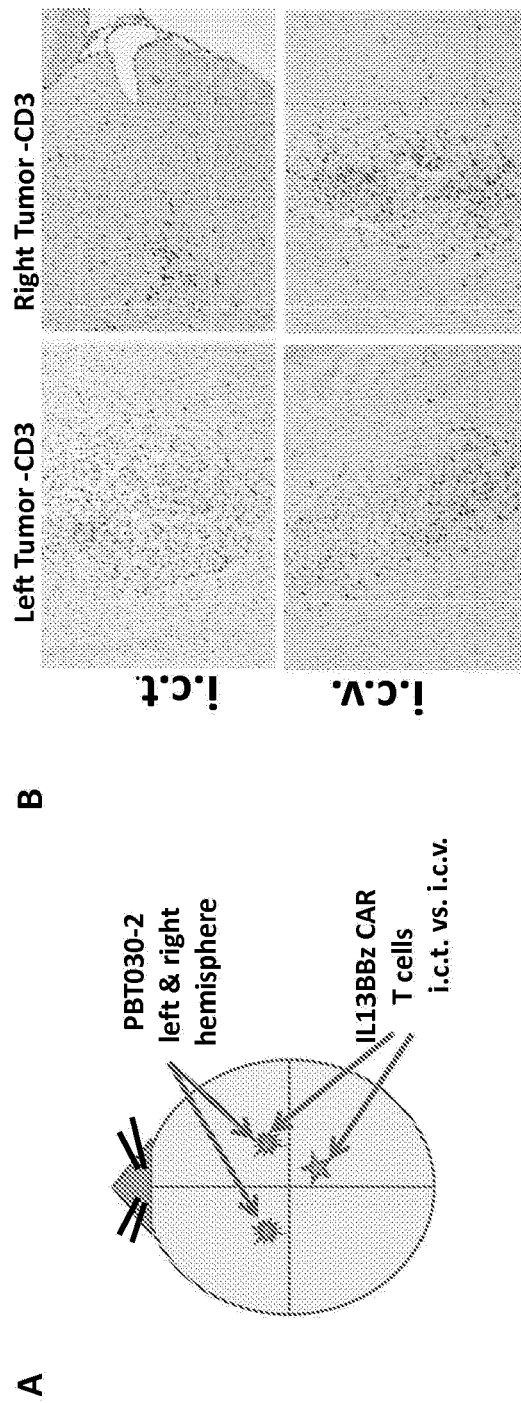 A
PBT030-2
left & right
hemisphere
IL13BBz CAR
T cells
i.c.t. vs. i.c.v.
B
Left Tumor -CD3
Right Tumor -CD3
i.c.t.
i.c.v.